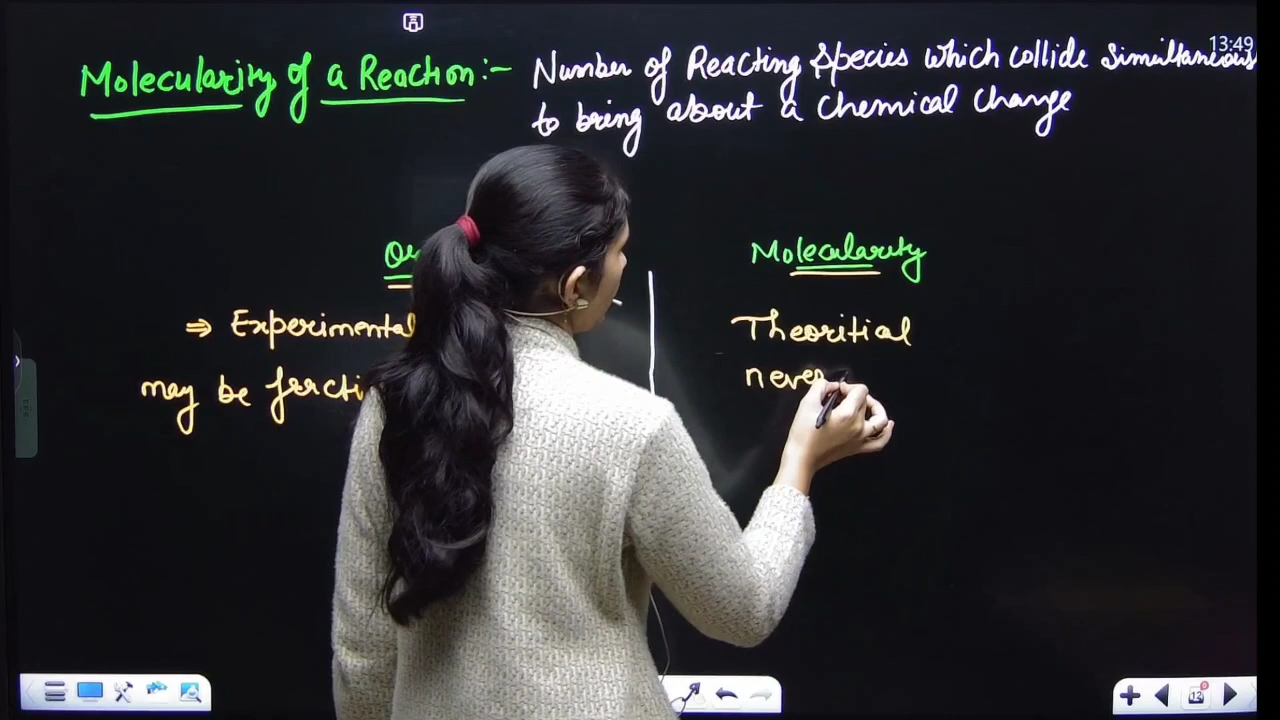 13:49
Molecularity of a Reaction:- Number of Reacting Species which collide simultaneous
to bring about a chemical change
Molecularity
⇒ Experimental
Theoritial
may be
never
12